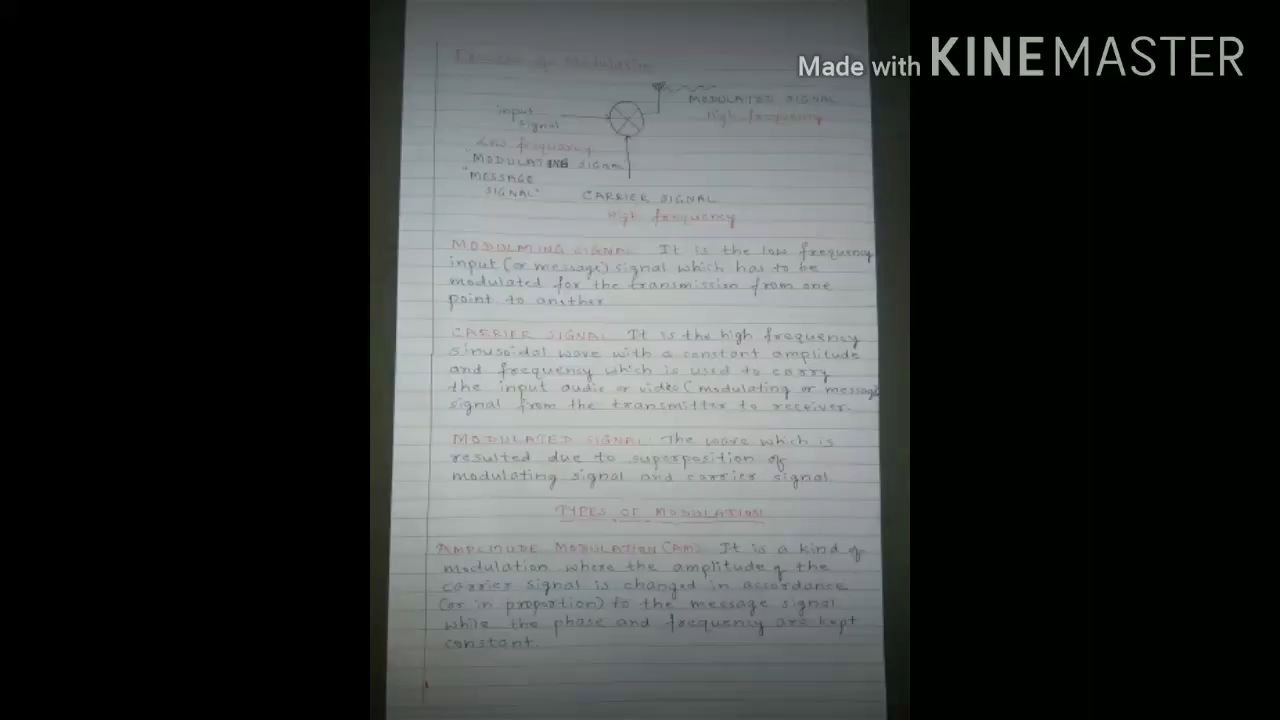 Made with KINEMASTER
Process of Modulation
input
signal
MODULATED SIGNAL
High frequency
Low frequency
"MODULATING SIGNAL
"MESSAGE
SIGNAL"
CARRIER SIGNAL
High frequency
MODULATING SIGNAL It is the low frequency
input (or message) signal which has to be
modulated for the transmission from one
point to another
CARRIER SIGNAL It is the high frequency
sinusoidal wave with a constant amplitude
and frequency which is used to carry
the input audio or video (modulating or message
signal from the transmitter to receiver.
MODULATED SIGNAL The wave which is
resulted due to superposition of
modulating signal and carrier signal.
TYPES OF MODULATION
AMPLITUDE MODULATION (AM) It is a kind of
modulation where the amplitude of the
carrier signal is changed in accordance
(or in proportion) to the message signal
while the phase and frequency are kept
constant.